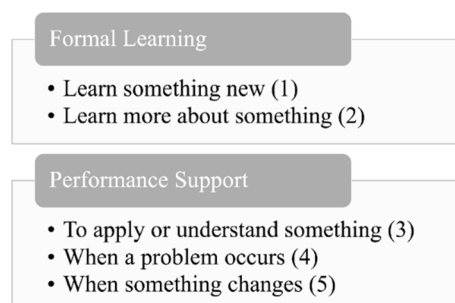 Formal Learning
• Learn something new (1)
• Learn more about something (2)
Performance Support
• To apply or understand something (3)
• When a problem occurs (4)
• When something changes (5)